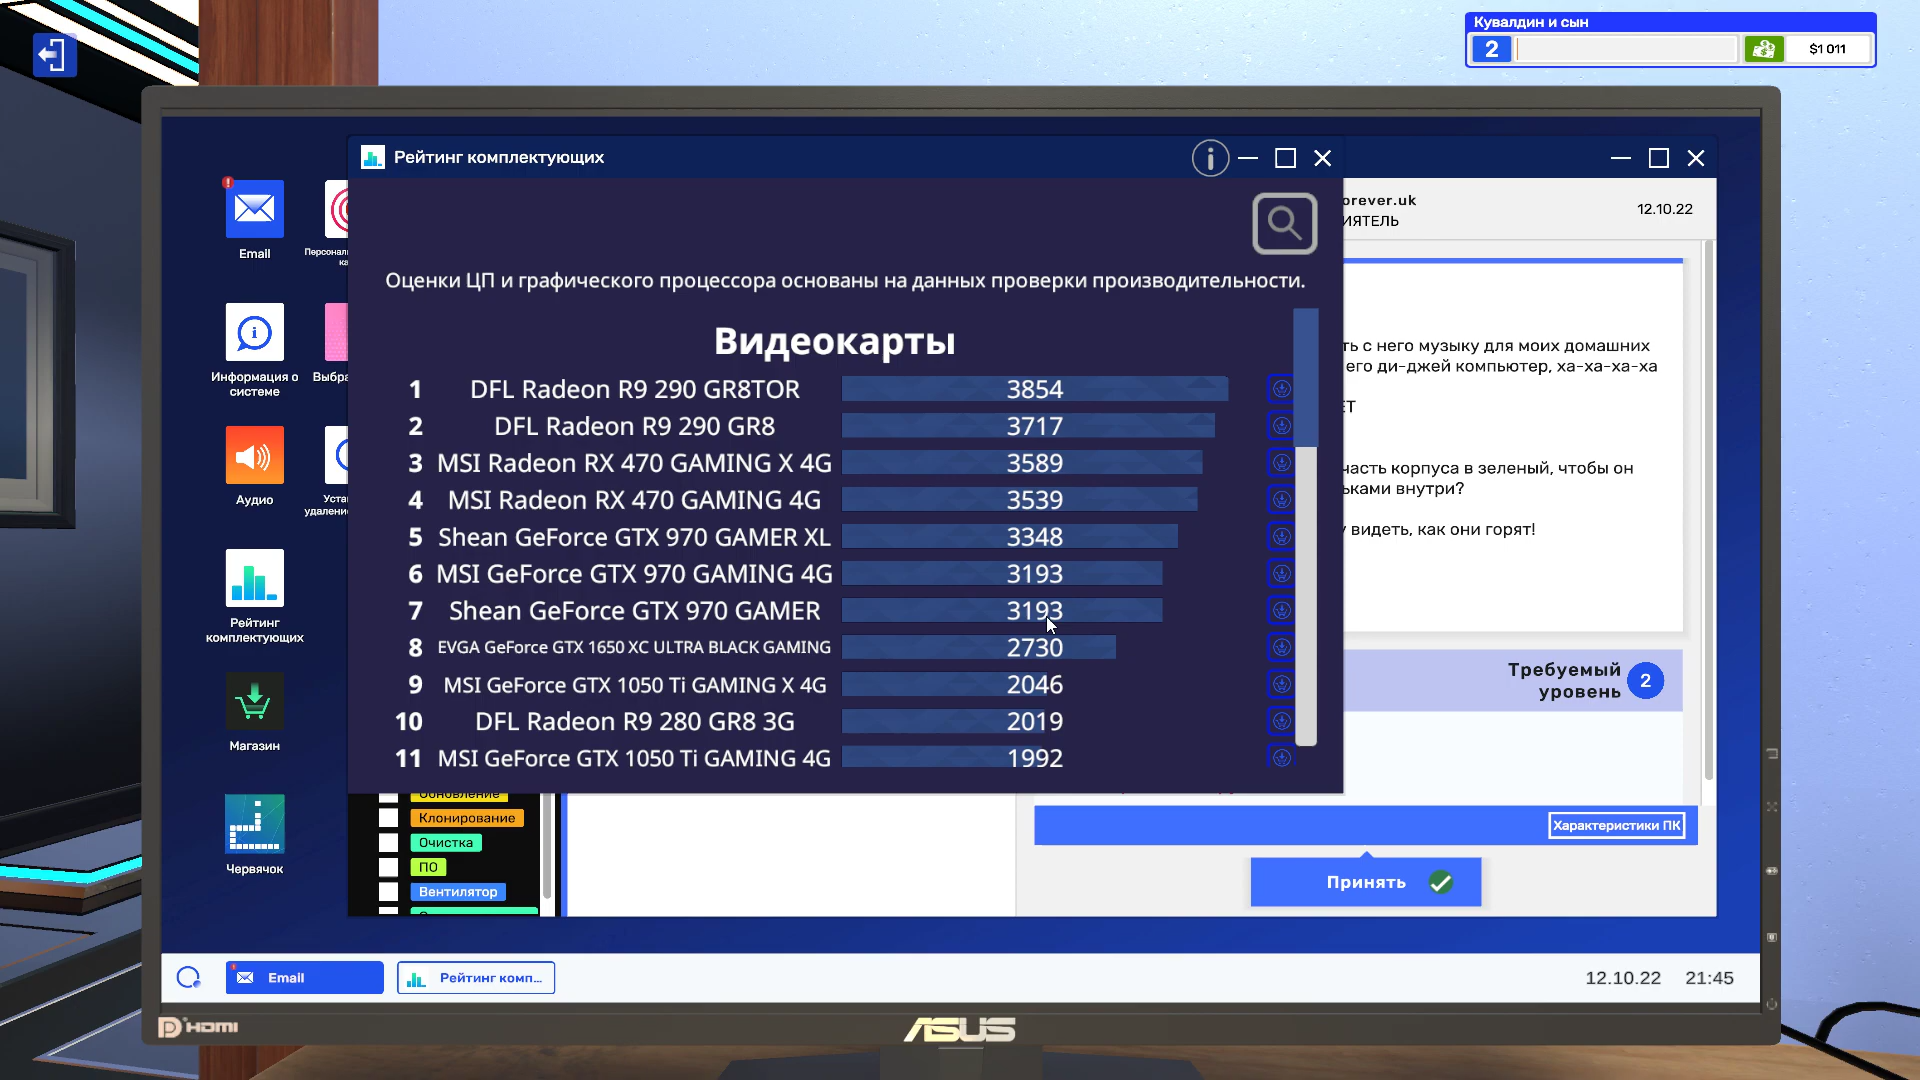 Кувалдин и сын
2
$1 011
Рейтинг комплектующих
Email
Информация о системе
Аудио
Рейтинг комплектующих
Магазин
Червячок
Оценки ЦП и графического процессора основаны на данных проверки производительности.
Видеокарты
1 DFL Radeon R9 290 GR8TOR 3854
2 DFL Radeon R9 290 GR8 3717
3 MSI Radeon RX 470 GAMING X 4G 3589
4 MSI Radeon RX 470 GAMING 4G 3539
5 Shean GeForce GTX 970 GAMER XL 3348
6 MSI GeForce GTX 970 GAMING 4G 3193
7 Shean GeForce GTX 970 GAMER 3193
8 EVGA GeForce GTX 1650 XC ULTRA BLACK GAMING 2730
9 MSI GeForce GTX 1050 Ti GAMING X 4G 2046
10 DFL Radeon R9 280 GR8 3G 2019
11 MSI GeForce GTX 1050 Ti GAMING 4G 1992
orever.uk
ИЯТЕЛЬ
12.10.22
ть с него музыку для моих домашних
его ди-джей компьютер, ха-ха-ха-ха
ЕТ
часть корпуса в зеленый, чтобы он
ьками внутри?
видеть, как они горят!
Требуемый
уровень 2
Обновление
Клонирование
Очистка
ПО
Вентилятор
Характеристики ПК
Принять
Email
Рейтинг комп...
12.10.22 21:45
HDMI
ASUS